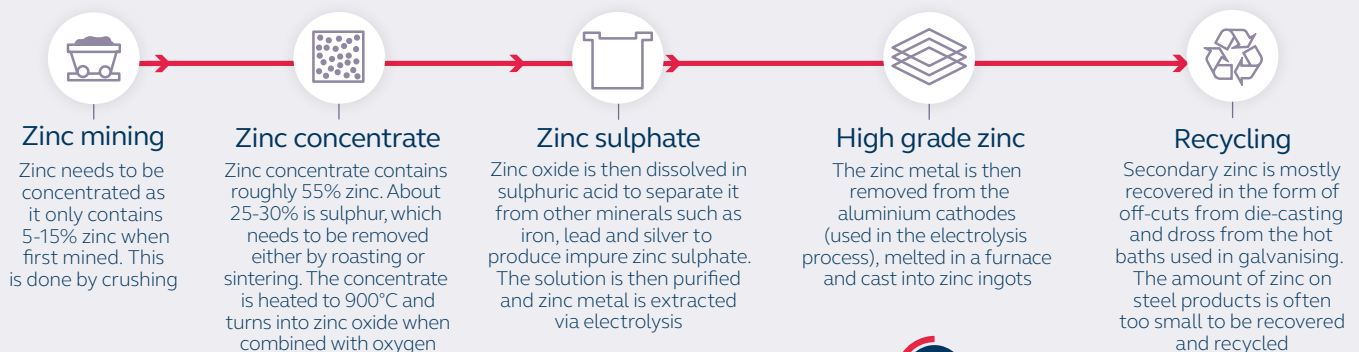 Zinc mining
Zinc needs to be
concentrated as
it only contains
5-15% zinc when
first mined. This
is done by crushing
Zinc concentrate
Zinc concentrate contains
roughly 55% zinc. About
25-30% is sulphur, which
needs to be removed
either by roasting or
sintering. The concentrate
is heated to 900°C and
turns into zinc oxide when
combined with oxygen
Zinc sulphate
Zinc oxide is then dissolved in
sulphuric acid to separate it
from other minerals such as
iron, lead and silver to
produce impure zinc sulphate.
The solution is then purified
and zinc metal is extracted
via electrolysis
High grade zinc
The zinc metal is then
removed from the
aluminium cathodes
(used in the electrolysis
process), melted in a furnace
and cast into zinc ingots
Recycling
Secondary zinc is mostly
recovered in the form of
off-cuts from die-casting
and dross from the hot
baths used in galvanising.
The amount of zinc on
steel products is often
too small to be recovered
and recycled